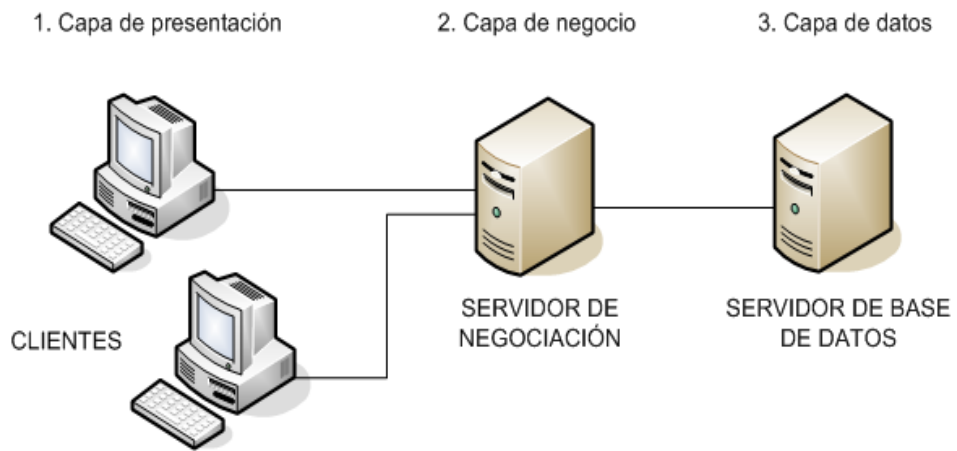 1. Capa de presentación
2. Capa de negocio
3. Capa de datos
SERVIDOR DE
NEGOCIACIÓN
SERVIDOR DE BASE
DE DATOS
CLIENTES